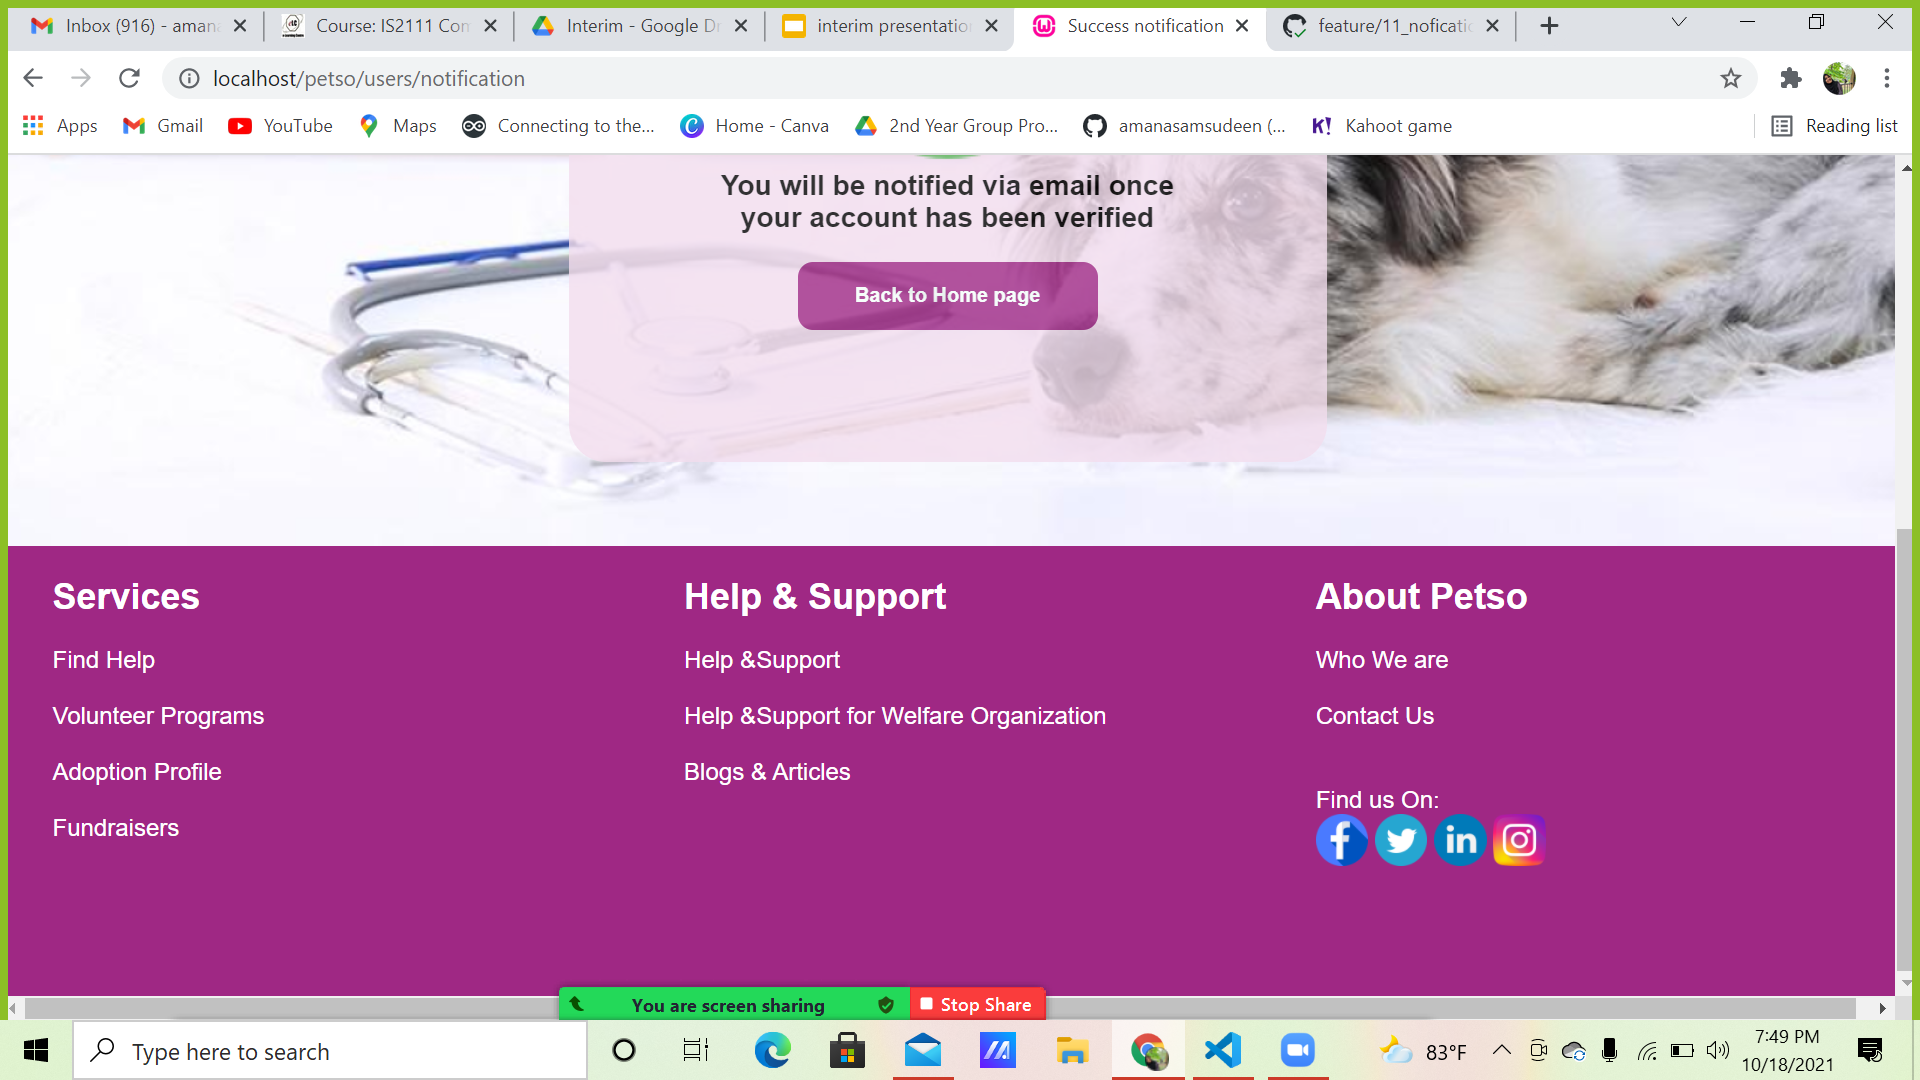 Inbox (916) - aman
Course: IS2111 Com
Interim - Google Dr
interim presentatio
Success notification
feature/11_noficatio
localhost/petso/users/notification
Apps
Gmail
YouTube
Maps
Connecting to the...
Home - Canva
2nd Year Group Pro...
amanasamsudeen (...
K!
Kahoot game
Reading list
You will be notified via email once
your account has been verified
Back to Home page
Services
Find Help
Volunteer Programs
Adoption Profile
Fundraisers
Help & Support
Help &Support
Help &Support for Welfare Organization
Blogs & Articles
About Petso
Who We are
Contact Us
Find us On:
You are screen sharing
Stop Share
Type here to search
83°F
7:49 PM
10/18/2021